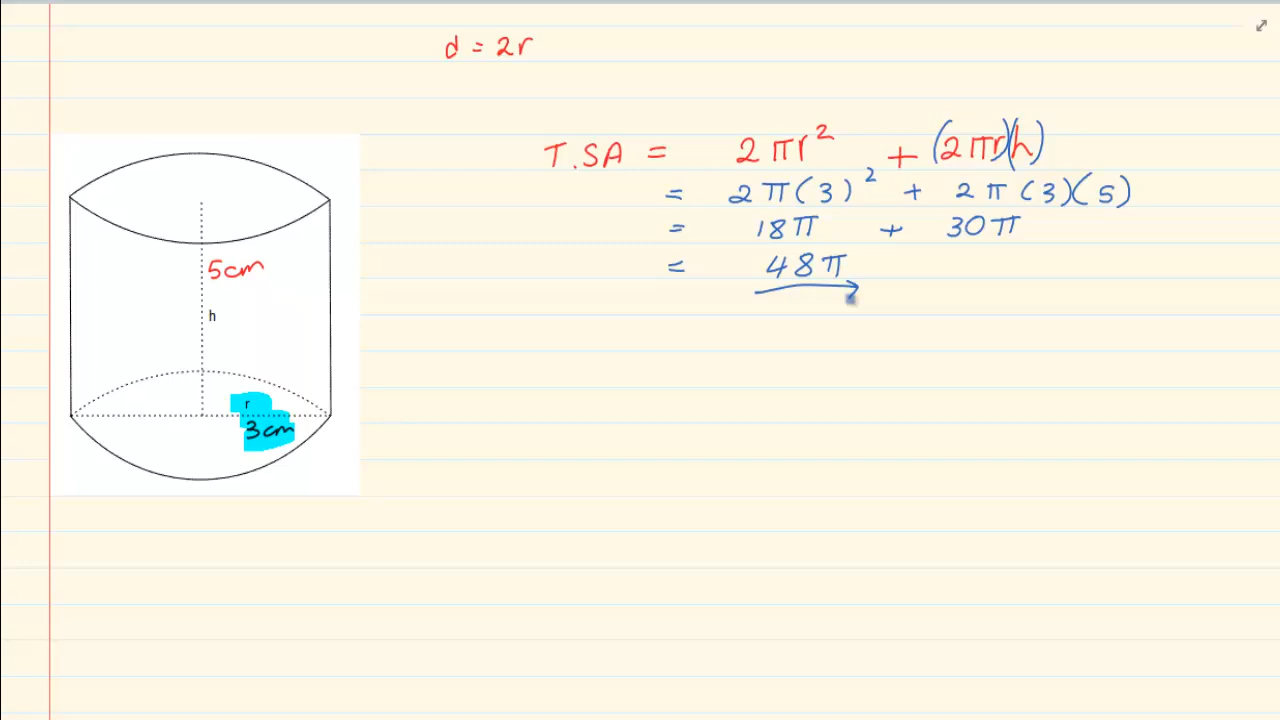 d = 2r
T.SA = 2πr² + (2πr)(h)
= 2π(3)² + 2π(3)(5)
= 18π + 30π
= 48π
5cm
h
r
3cm